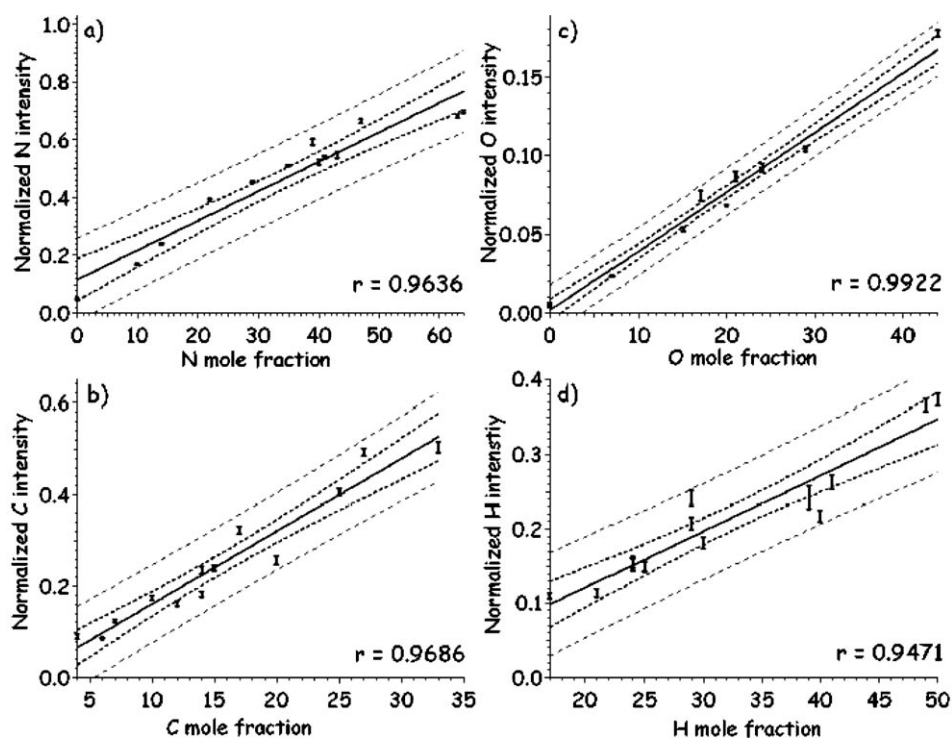 a)
Normalized N intensity
1.0
0.8
0.6
0.4
0.2
0.0
0 10 20 30 40 50 60
N mole fraction
r = 0.9636
c)
Normalized O intensity
0.15
0.10
0.05
0.00
0 10 20 30 40
O mole fraction
r = 0.9922
b)
Normalized C intensity
0.6
0.4
0.2
0.0
5 10 15 20 25 30 35
C mole fraction
r = 0.9686
d)
Normalized H intensity
0.4
0.3
0.2
0.1
0.0
20 25 30 35 40 45 50
H mole fraction
r = 0.9471